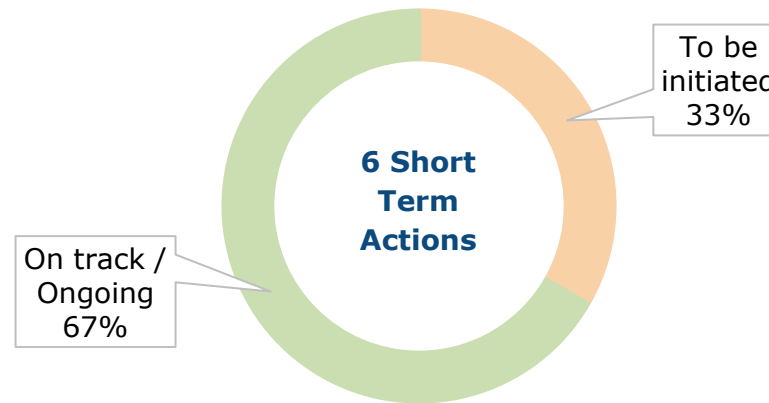 To be
initiated
33%
6 Short
Term
Actions
On track /
Ongoing
67%